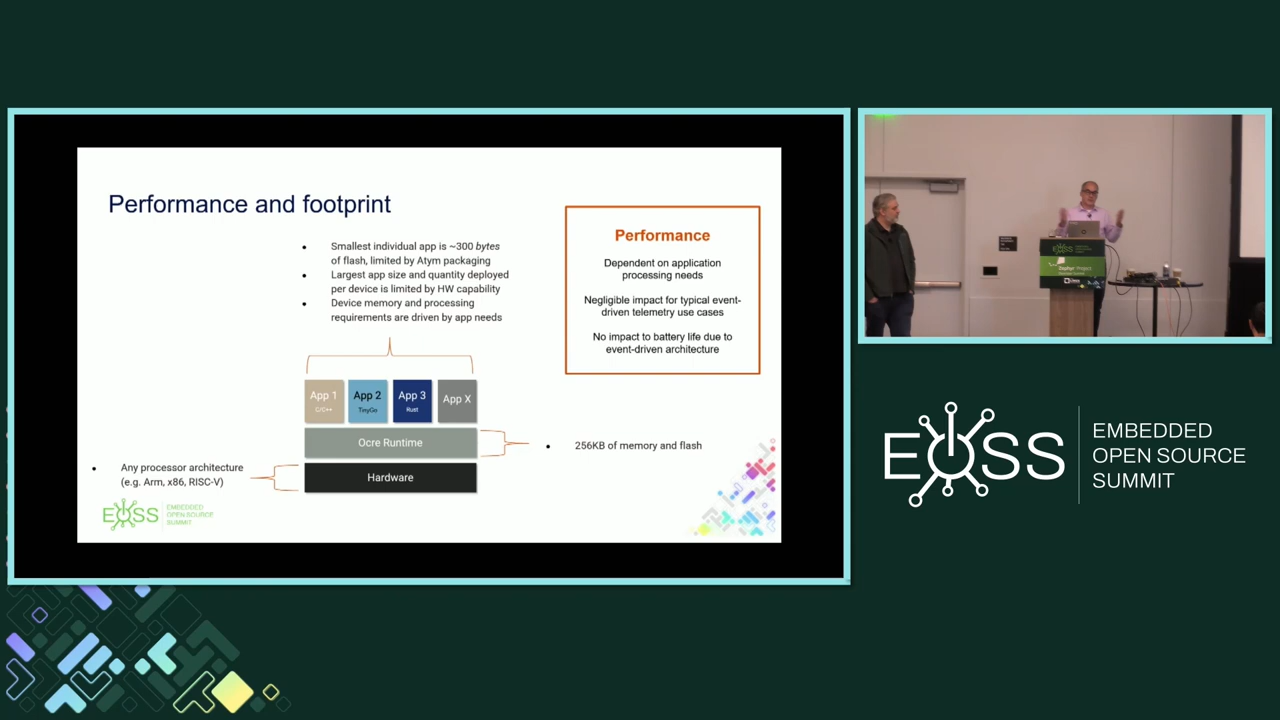 Performance and footprint
• Smallest individual app is ~300 bytes
of flash, limited by Atym packaging
• Largest app size and quantity deployed
per device is limited by HW capability
• Device memory and processing
requirements are driven by app needs
Performance
Dependent on application
processing needs
Negligible impact for typical event-
driven telemetry use cases
No impact to battery life due to
event-driven architecture
App 1
C/C++
App 2
TinyGo
App 3
Rust
App X
Ocre Runtime
• 256KB of memory and flash
• Any processor architecture
(e.g. Arm, x86, RISC-V)
Hardware
EOSS
EMBEDDED
OPEN SOURCE
SUMMIT
Zephyr Project
EOSS
EMBEDDED
OPEN SOURCE
SUMMIT